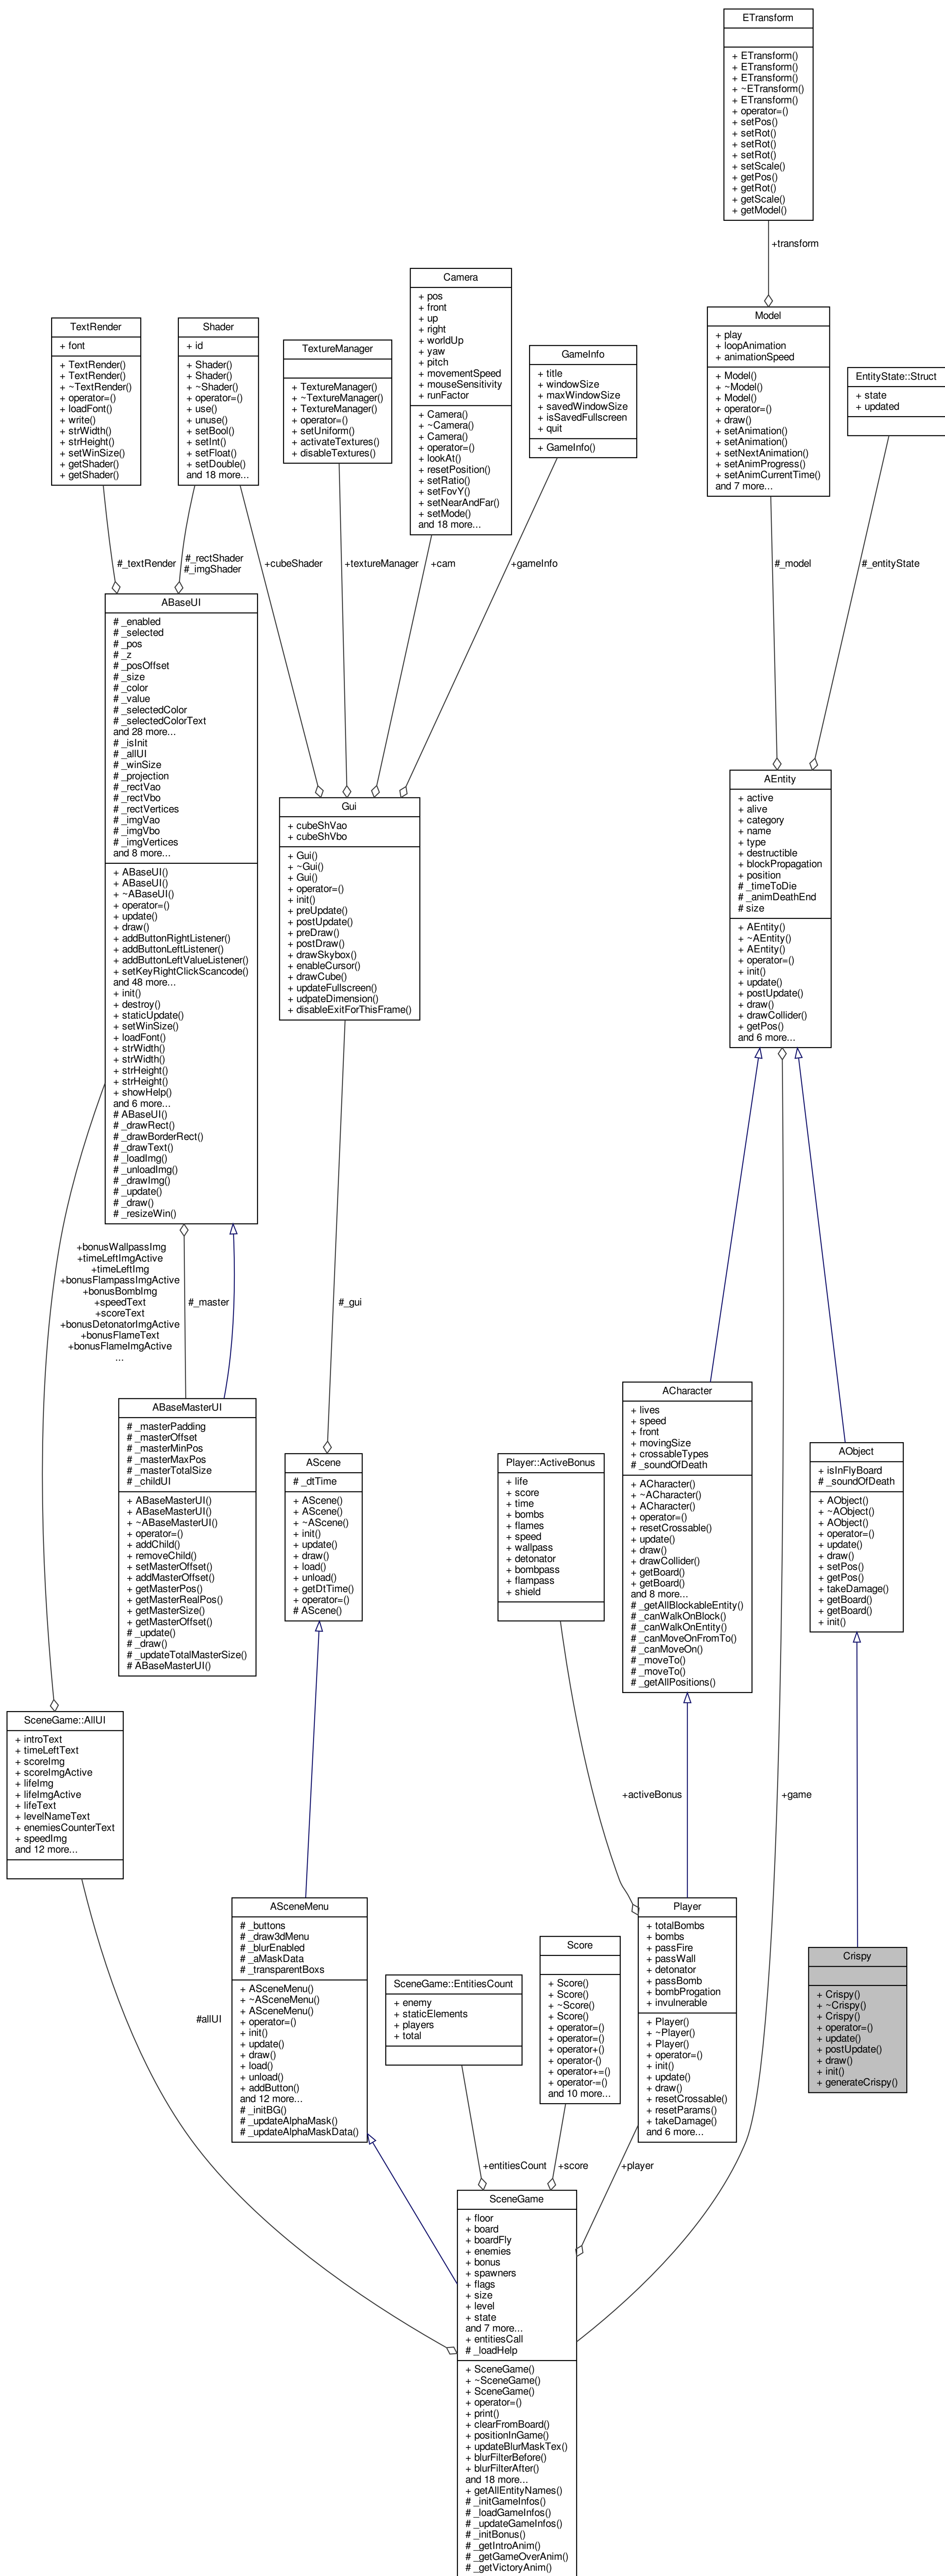 ETransform
+ ETransform()
+ ETransform()
+ ETransform()
+ ~ETransform()
+ ETransform()
+ operator=()
+ setPos()
+ setRot()
+ setRot()
+ setRot()
+ setScale()
+ getPos()
+ getRot()
+ getScale()
+ getModel()
+transform
Camera
+ pos
+ front
+ up
+ right
+ worldUp
+ yaw
+ pitch
+ movementSpeed
+ mouseSensitivity
+ runFactor
+ Camera()
+ ~Camera()
+ Camera()
+ operator=()
+ lookAt()
+ resetPosition()
+ setRatio()
+ setFovY()
+ setNearAndFar()
+ setMode()
and 18 more...
Model
+ play
+ loopAnimation
+ animationSpeed
+ Model()
+ ~Model()
+ Model()
+ operator=()
+ draw()
+ setAnimation()
+ setAnimation()
+ setNextAnimation()
+ setAnimProgress()
+ setAnimCurrentTime()
and 7 more...
TextRender
+ font
+ TextRender()
+ TextRender()
+ ~TextRender()
+ operator=()
+ loadFont()
+ write()
+ strWidth()
+ strHeight()
+ setWinSize()
+ getShader()
+ getShader()
Shader
+ id
+ Shader()
+ Shader()
+ ~Shader()
+ operator=()
+ use()
+ unuse()
+ setBool()
+ setInt()
+ setFloat()
+ setDouble()
and 18 more...
TextureManager
+ TextureManager()
+ ~TextureManager()
+ TextureManager()
+ operator=()
+ setUniform()
+ activateTextures()
+ disableTextures()
GameInfo
+ title
+ windowSize
+ maxWindowSize
+ savedWindowSize
+ isSavedFullscreen
+ quit
+ GameInfo()
EntityState::Struct
+ state
+ updated
#_textRender
#_rectShader
#_imgShader
+cubeShader
+textureManager
+cam
+gameInfo
#_model
#_entityState
ABaseUI
# _enabled
# _selected
# _pos
# _z
# _posOffset
# _size
# _color
# _value
# _selectedColor
# _selectedColorText
and 28 more...
# _isInit
# _allUI
# _winSize
# _projection
# _rectVao
# _rectVbo
# _rectVertices
# _imgVao
# _imgVbo
# _imgVertices
and 8 more...
+ ABaseUI()
+ ABaseUI()
+ ~ABaseUI()
+ operator=()
+ update()
+ draw()
+ addButtonRightListener()
+ addButtonLeftListener()
+ addButtonLeftValueListener()
+ setKeyRightClickScancode()
and 48 more...
+ init()
+ destroy()
+ staticUpdate()
+ setWinSize()
+ loadFont()
+ strWidth()
+ strWidth()
+ strHeight()
+ strHeight()
+ showHelp()
and 6 more...
# ABaseUI()
# _drawRect()
# _drawBorderRect()
# _drawText()
# _loadImg()
# _unloadImg()
# _drawImg()
# _update()
# _draw()
# _resizeWin()
Gui
+ cubeShVao
+ cubeShVbo
+ Gui()
+ ~Gui()
+ Gui()
+ operator=()
+ init()
+ preUpdate()
+ postUpdate()
+ preDraw()
+ postDraw()
+ drawSkybox()
+ enableCursor()
+ drawCube()
+ updateFullscreen()
+ udpateDimension()
+ disableExitForThisFrame()
AEntity
+ active
+ alive
+ category
+ name
+ type
+ destructible
+ blockPropagation
+ position
# _timeToDie
# _animDeathEnd
# size
+ AEntity()
+ ~AEntity()
+ AEntity()
+ operator=()
+ init()
+ update()
+ postUpdate()
+ draw()
+ drawCollider()
+ getPos()
and 6 more...
+bonusWallpassImg
+timeLeftImgActive
+timeLeftImg
+bonusFlampassImgActive
+bonusBombImg
+speedText
+scoreText
+bonusDetonatorImgActive
+bonusFlameText
+bonusFlameImgActive
...
#_master
#_gui
ABaseMasterUI
# _masterPadding
# _masterOffset
# _masterMinPos
# _masterMaxPos
# _masterTotalSize
# _childUI
+ ABaseMasterUI()
+ ABaseMasterUI()
+ ~ABaseMasterUI()
+ operator=()
+ addChild()
+ removeChild()
+ setMasterOffset()
+ addMasterOffset()
+ getMasterPos()
+ getMasterRealPos()
+ getMasterSize()
+ getMasterOffset()
# _update()
# _draw()
# _updateTotalMasterSize()
# ABaseMasterUI()
AScene
# _dtTime
+ AScene()
+ AScene()
+ ~AScene()
+ init()
+ update()
+ draw()
+ load()
+ unload()
+ getDtTime()
+ operator=()
# AScene()
Player::ActiveBonus
+ life
+ score
+ time
+ bombs
+ flames
+ speed
+ wallpass
+ detonator
+ bombpass
+ flampass
+ shield
ACharacter
+ lives
+ speed
+ front
+ movingSize
+ crossableTypes
# _soundOfDeath
+ ACharacter()
+ ~ACharacter()
+ ACharacter()
+ operator=()
+ resetCrossable()
+ update()
+ draw()
+ drawCollider()
+ getBoard()
+ getBoard()
and 8 more...
# _getAllBlockableEntity()
# _canWalkOnBlock()
# _canWalkOnEntity()
# _canMoveOnFromTo()
# _canMoveOn()
# _moveTo()
# _moveTo()
# _getAllPositions()
AObject
+ isInFlyBoard
# _soundOfDeath
+ AObject()
+ ~AObject()
+ AObject()
+ operator=()
+ update()
+ draw()
+ setPos()
+ getPos()
+ takeDamage()
+ getBoard()
+ getBoard()
+ init()
SceneGame::AllUI
+ introText
+ timeLeftText
+ scoreImg
+ scoreImgActive
+ lifeImg
+ lifeImgActive
+ lifeText
+ levelNameText
+ enemiesCounterText
+ speedImg
and 12 more...
+activeBonus
+game
ASceneMenu
# _buttons
# _draw3dMenu
# _blurEnabled
# _aMaskData
# _transparentBoxs
+ ASceneMenu()
+ ~ASceneMenu()
+ ASceneMenu()
+ operator=()
+ init()
+ update()
+ draw()
+ load()
+ unload()
+ addButton()
and 12 more...
# _initBG()
# _updateAlphaMask()
# _updateAlphaMaskData()
SceneGame::EntitiesCount
+ enemy
+ staticElements
+ players
+ total
Score
+ Score()
+ Score()
+ ~Score()
+ Score()
+ operator=()
+ operator=()
+ operator+()
+ operator-()
+ operator+=()
+ operator-=()
and 10 more...
Player
+ totalBombs
+ bombs
+ passFire
+ passWall
+ detonator
+ passBomb
+ bombProgation
+ invulnerable
+ Player()
+ ~Player()
+ Player()
+ operator=()
+ init()
+ update()
+ draw()
+ resetCrossable()
+ resetParams()
+ takeDamage()
and 6 more...
Crispy
+ Crispy()
+ ~Crispy()
+ Crispy()
+ operator=()
+ update()
+ postUpdate()
+ draw()
+ init()
+ generateCrispy()
#allUI
+entitiesCount
+score
+player
SceneGame
+ floor
+ board
+ boardFly
+ enemies
+ bonus
+ spawners
+ flags
+ size
+ level
+ state
and 7 more...
+ entitiesCall
# _loadHelp
+ SceneGame()
+ ~SceneGame()
+ SceneGame()
+ operator=()
+ print()
+ clearFromBoard()
+ positionInGame()
+ updateBlurMaskTex()
+ blurFilterBefore()
+ blurFilterAfter()
and 18 more...
+ getAllEntityNames()
# _initGameInfos()
# _loadGameInfos()
# _updateGameInfos()
# _initBonus()
# _getIntroAnim()
# _getGameOverAnim()
# _getVictoryAnim()